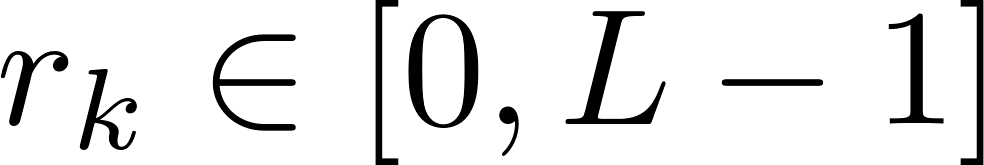 r_k ∈ [0, L − 1]